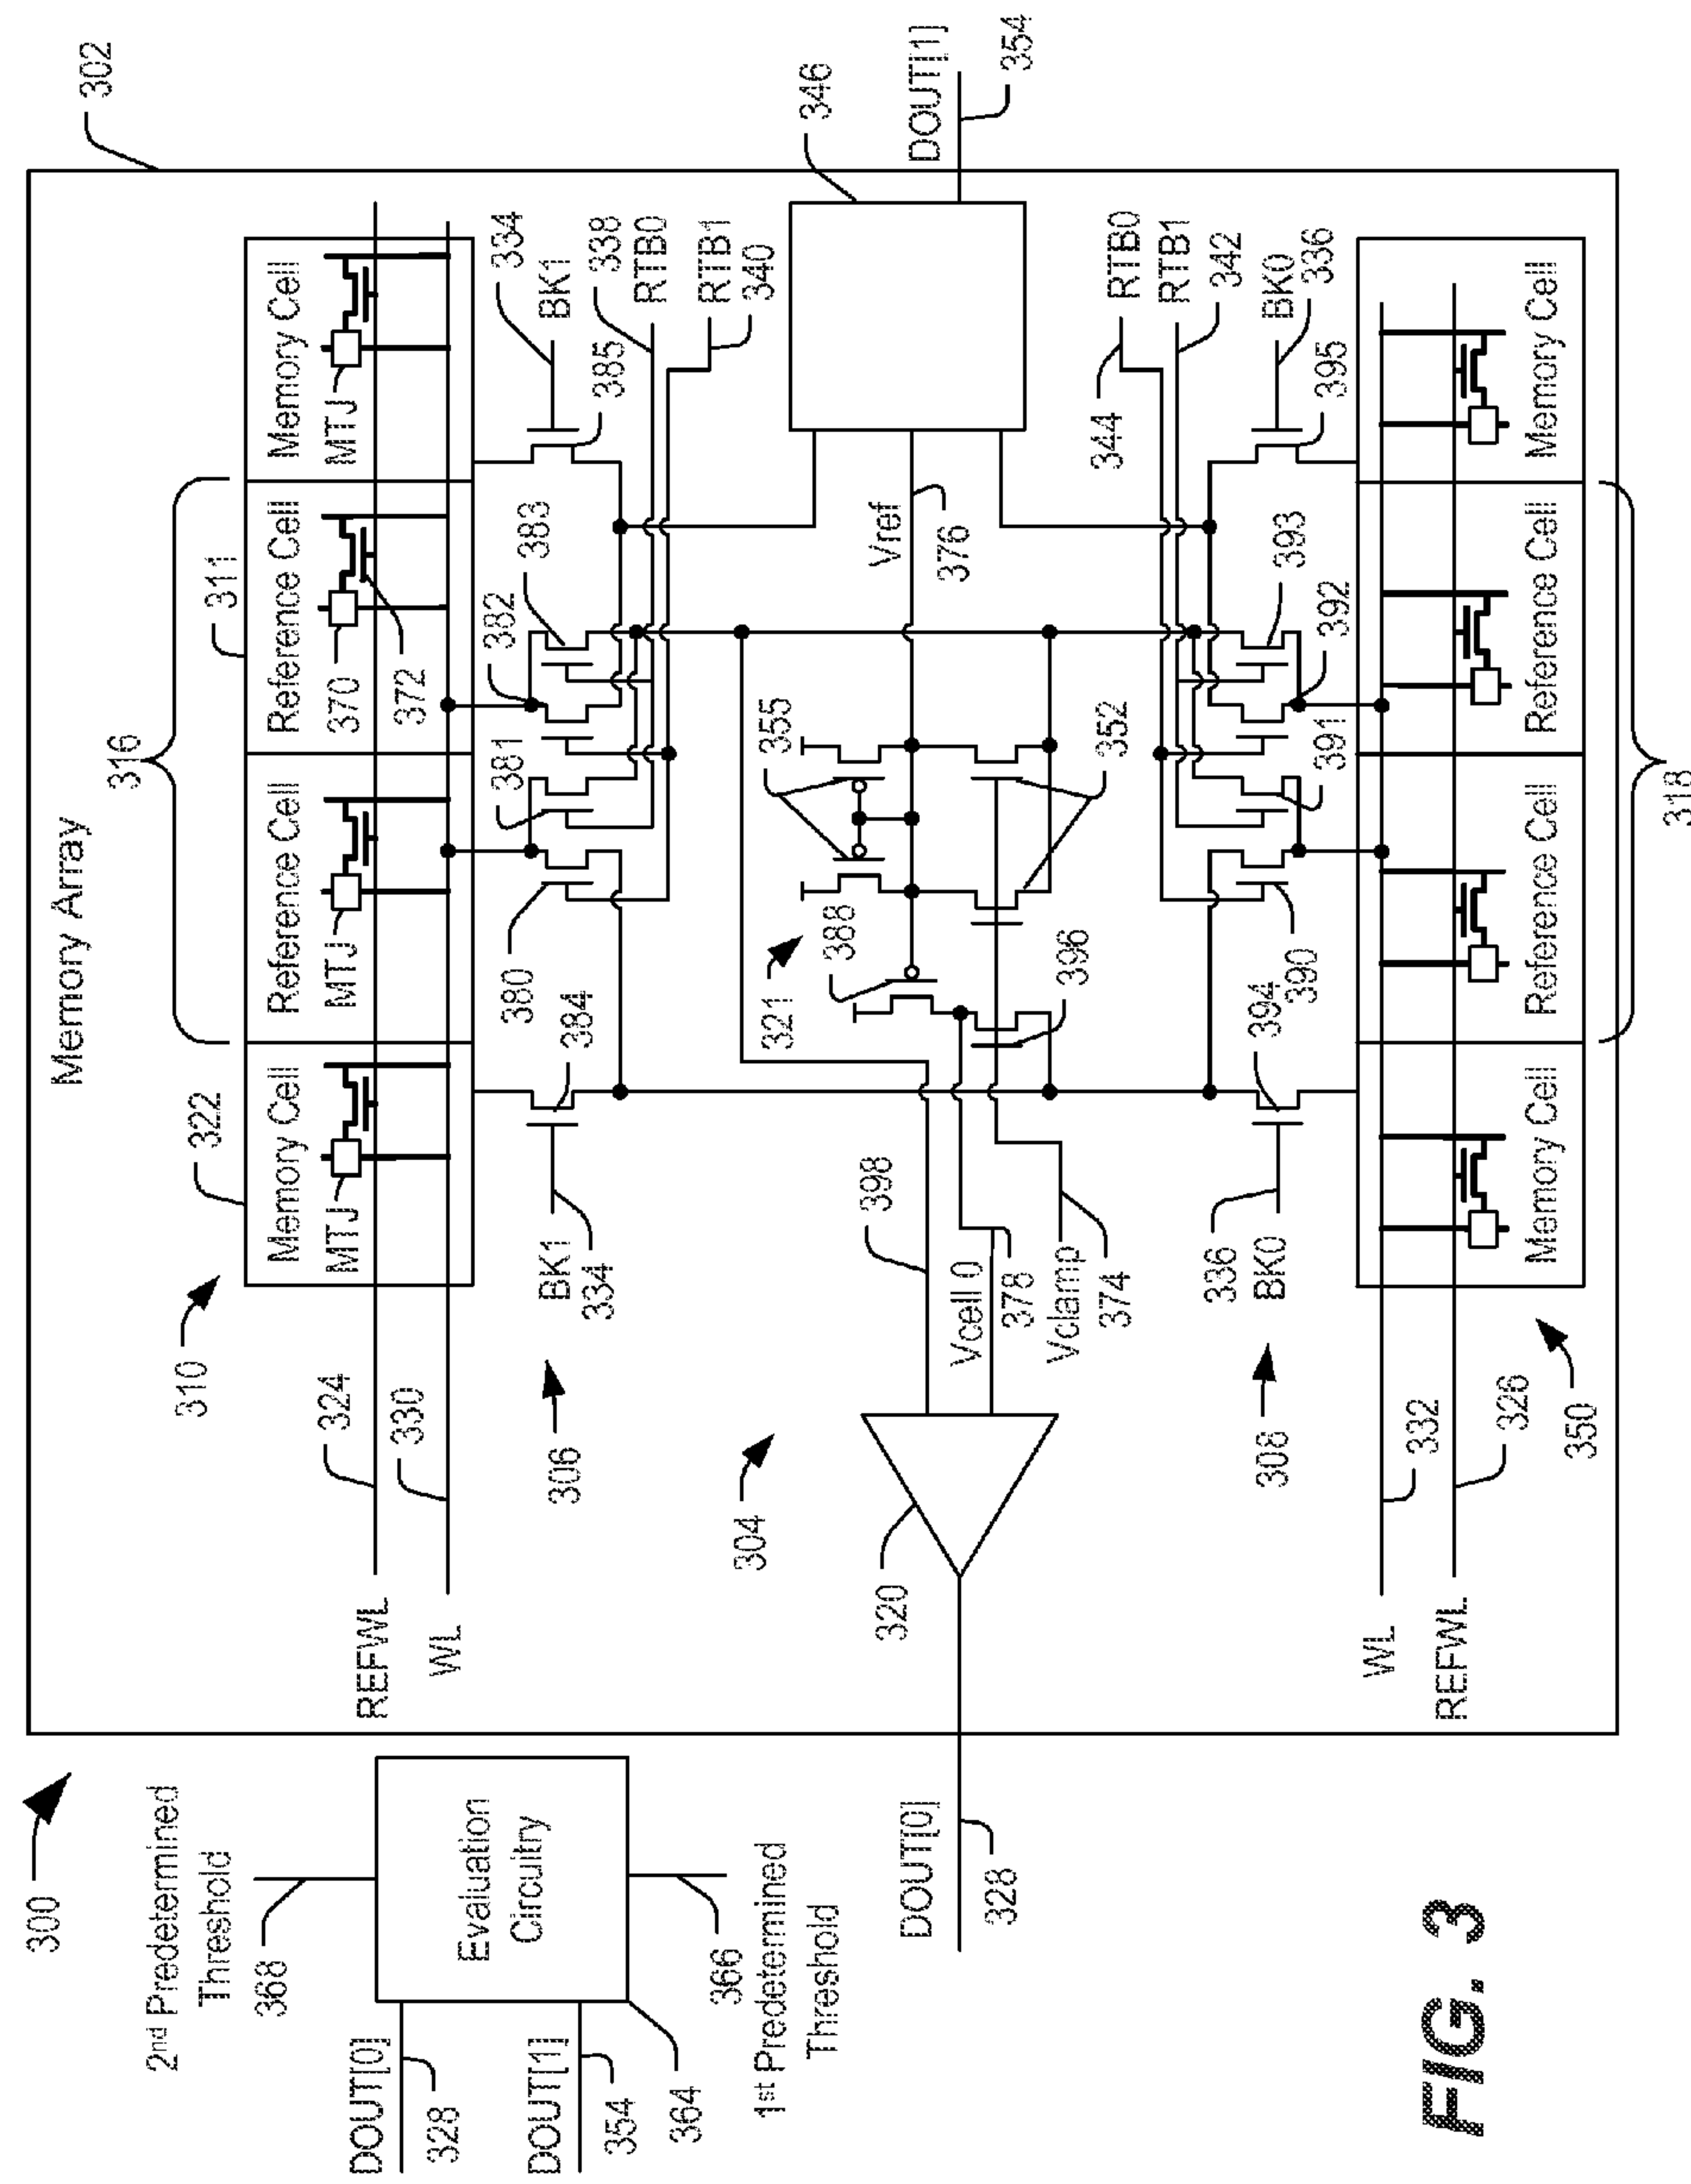 300
302
Memory Array
2nd Predetermined
Threshold
368
DOUT[0]
328
DOUT[1]
354
364
Evaluation
Circuitry
366
1st Predetermined
Threshold
310
322
316
311
Memory Cell
MTJ
Reference Cell
MTJ
Reference Cell
370
372
Memory Cell
MTJ
324
330
REFWL
WL
306
BK1
334
384
380
381
382
383
BK1
334
385
338
RTB0
RTB1
340
304
320
398
321
388
396
355
352
Vref
376
346
DOUT[1]
354
DOUT[0]
328
Vcell 0
378
Vclamp
374
308
336
BK0
394
390
391
392
393
344
RTB0
RTB1
342
BK0
336
395
WL
REFWL
332
326
350
Memory Cell
Reference Cell
Reference Cell
Memory Cell
318
FIG. 3